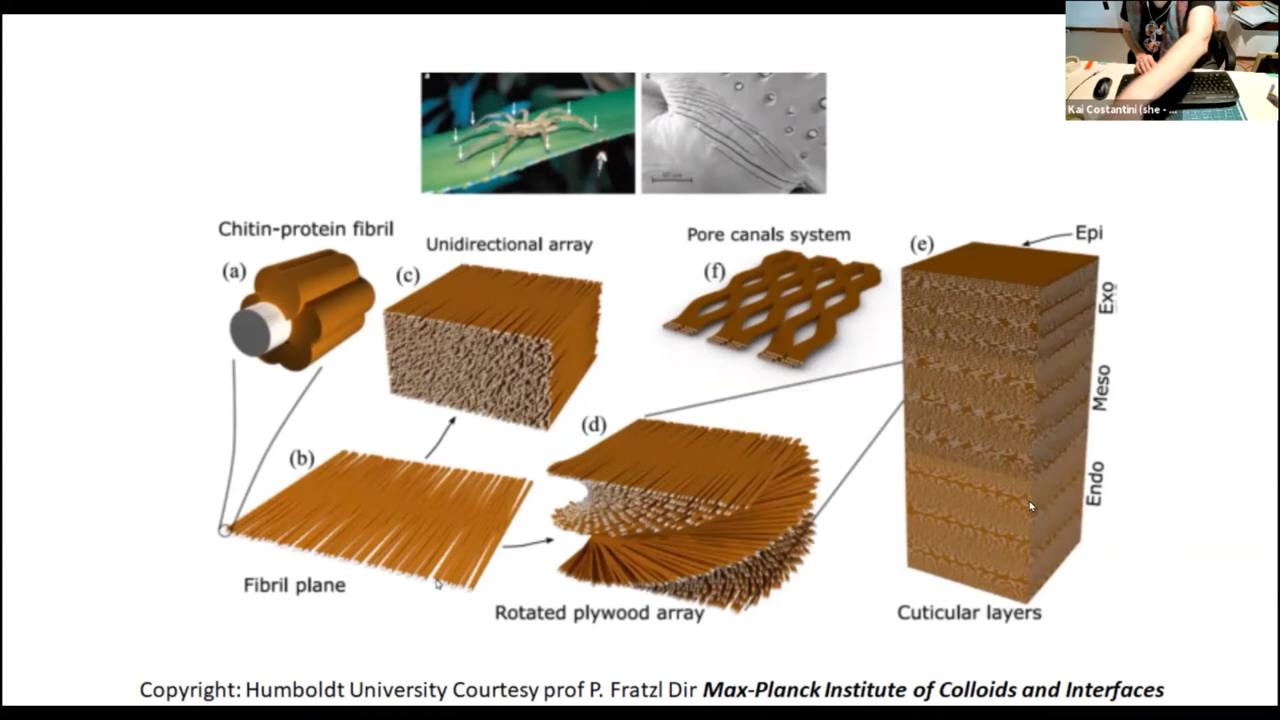 Kai Costantini (she - ...
Chitin-protein fibril
Unidirectional array
Pore canals system
(e)
Epi
(a)
(c)
(f)
Exo
Meso
(d)
(b)
Endo
Fibril plane
Rotated plywood array
Cuticular layers
Copyright: Humboldt University Courtesy prof P. Fratzl Dir Max-Planck Institute of Colloids and Interfaces